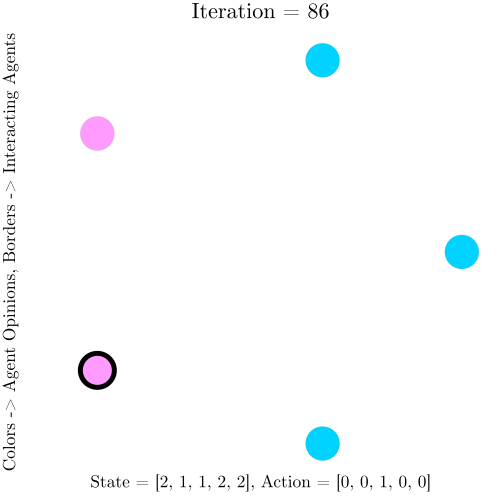 Iteration = 86
Colors -> Agent Opinions, Borders -> Interacting Agents
State = [2, 1, 1, 2, 2], Action = [0, 0, 1, 0, 0]